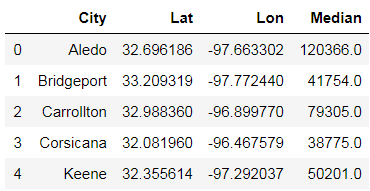 City Lat Lon Median
0 Aledo 32.696186 -97.663302 120366.0
1 Bridgeport 33.209319 -97.772440 41754.0
2 Carrollton 32.988360 -96.899770 79305.0
3 Corsicana 32.081960 -96.467579 38775.0
4 Keene 32.355614 -97.292037 50201.0